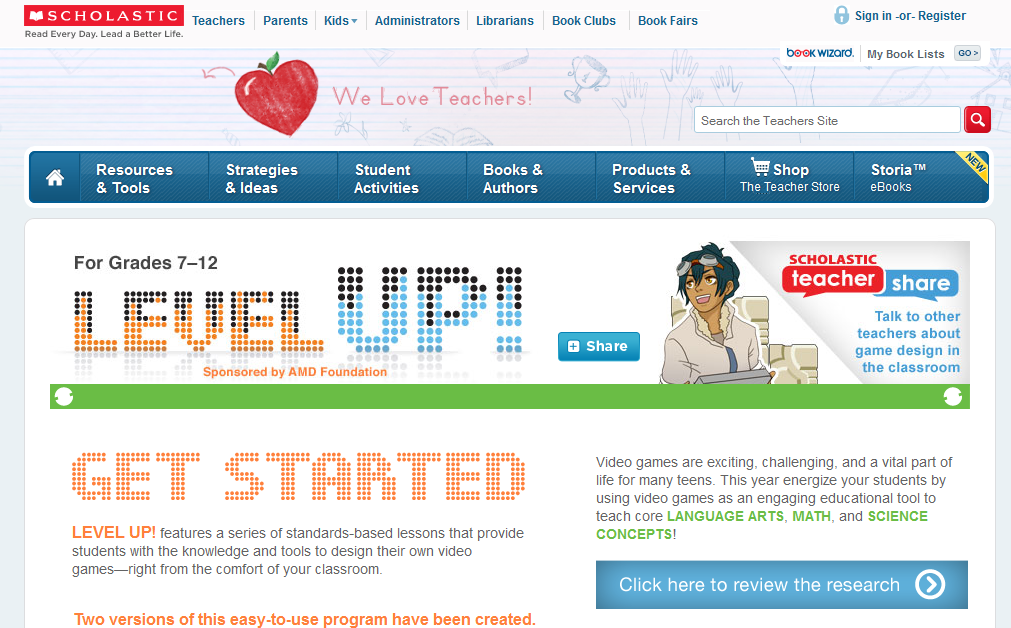 SCHOLASTIC
Read Every Day. Lead a Better Life.
Teachers
Parents
Kids
Administrators
Librarians
Book Clubs
Book Fairs
Sign in -or- Register
BOOK WIZARD.
My Book Lists
GO >
We Love Teachers!
Search the Teachers Site
Resources
& Tools
Strategies
& Ideas
Student
Activities
Books &
Authors
Products &
Services
Shop
The Teacher Store
Storia™
eBooks
NEW
For Grades 7–12
LEVEL UP!
Sponsored by AMD Foundation
Share
SCHOLASTIC
teacher
share
Talk to other
teachers about
game design in
the classroom
GET STARTED
LEVEL UP! features a series of standards-based lessons that provide
students with the knowledge and tools to design their own video
games—right from the comfort of your classroom.
Two versions of this easy-to-use program have been created.
Video games are exciting, challenging, and a vital part of
life for many teens. This year energize your students by
using video games as an engaging educational tool to
teach core LANGUAGE ARTS, MATH, and SCIENCE
CONCEPTS!
Click here to review the research